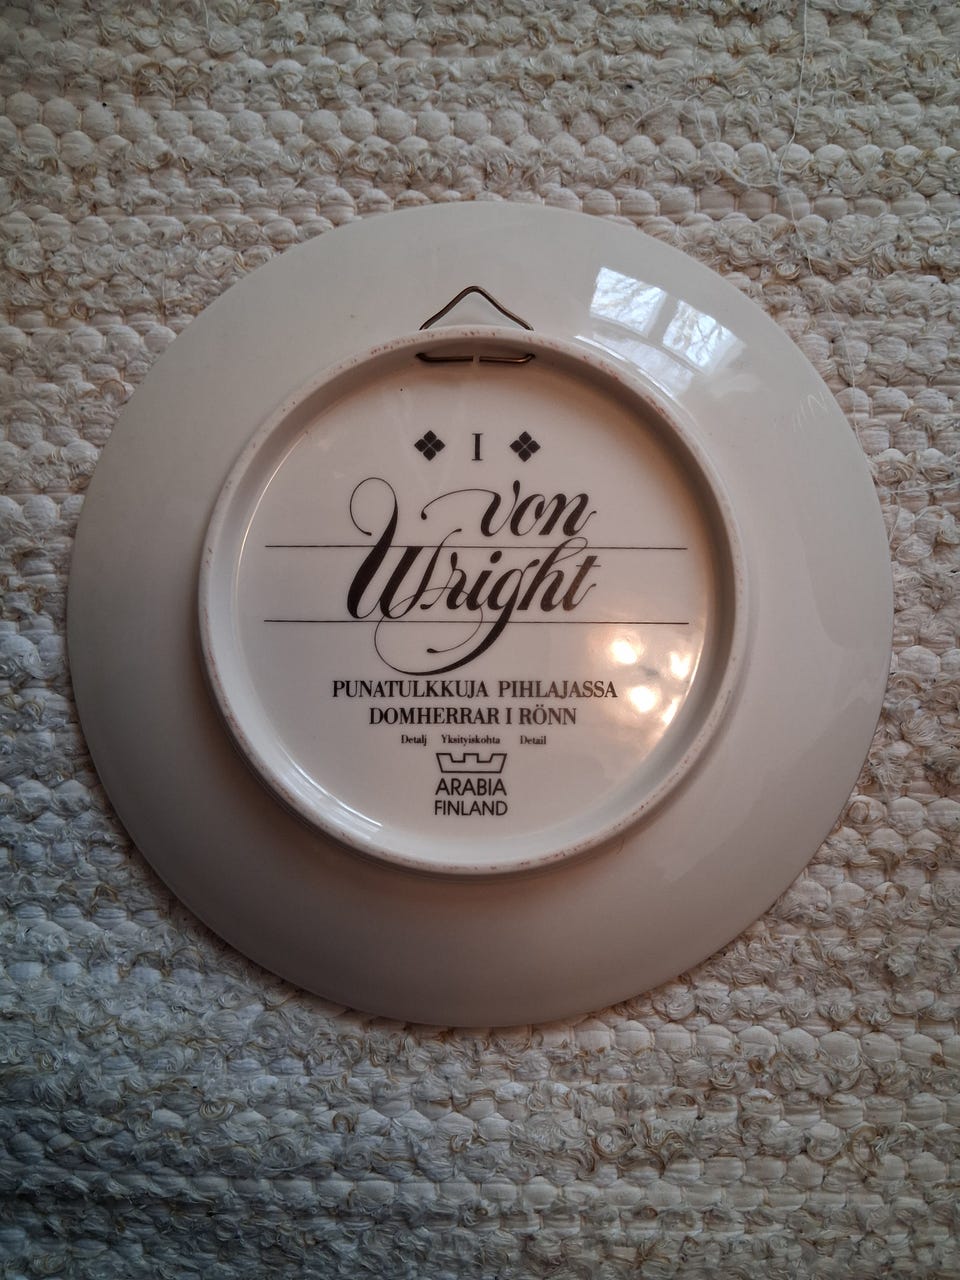 I
von
Wright
PUNATULKKUJA PIHLAJASSA
DOMHERRAR I RÖNN
Detalj Yksityiskohta Detail
ARABIA
FINLAND